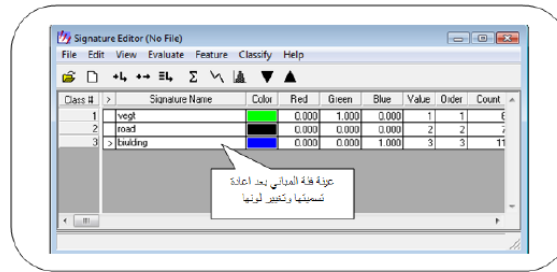 Signature Editor (No File)
File Edit View Evaluate Feature Classify Help
Class # > Signature Name Color Red Green Blue Value Order Count
1 vegt 0.000 1.000 0.000 1 1
2 road 0.000 0.000 0.000 2 2
3 > biulding 0.000 0.000 1.000 3 3 11
عينة فئة المباني بعد اعادة
تسميتها وتغيير لونها